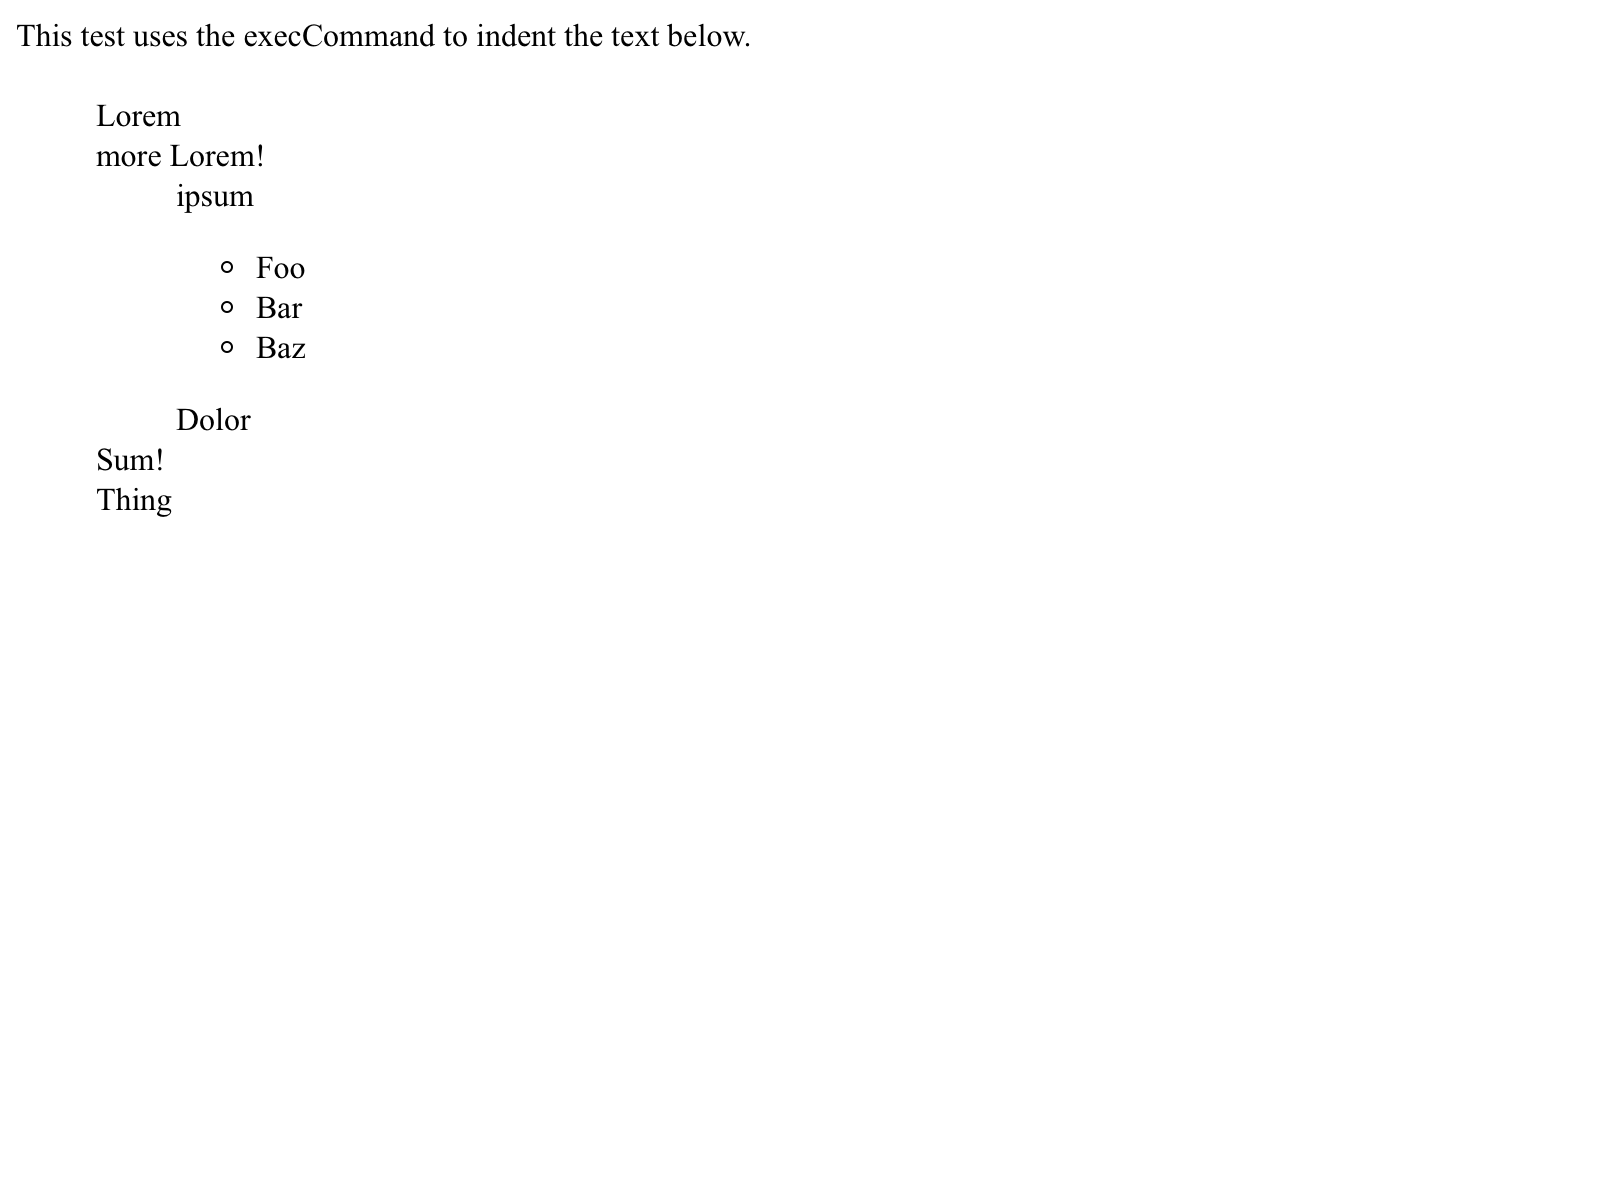 This test uses the execCommand to indent the text below.
Lorem
more Lorem!
ipsum
Foo
Bar
Baz
Dolor
Sum!
Thing